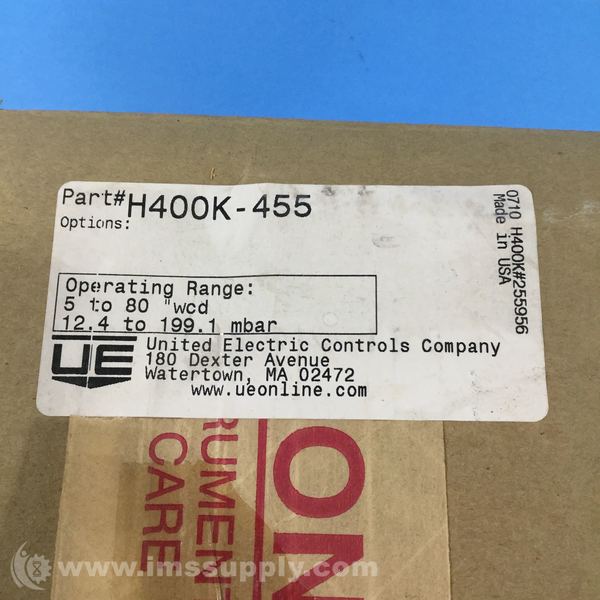 Part# H400K-455
Options:
Operating Range:
5 to 80 "wcd
12.4 to 199.1 mbar
UE
United Electric Controls Company
180 Dexter Avenue
Watertown, MA 02472
www.ueonline.com
0710 H400K#255956
Made in USA
ON
RUMENT
CARE
www.imssupply.com